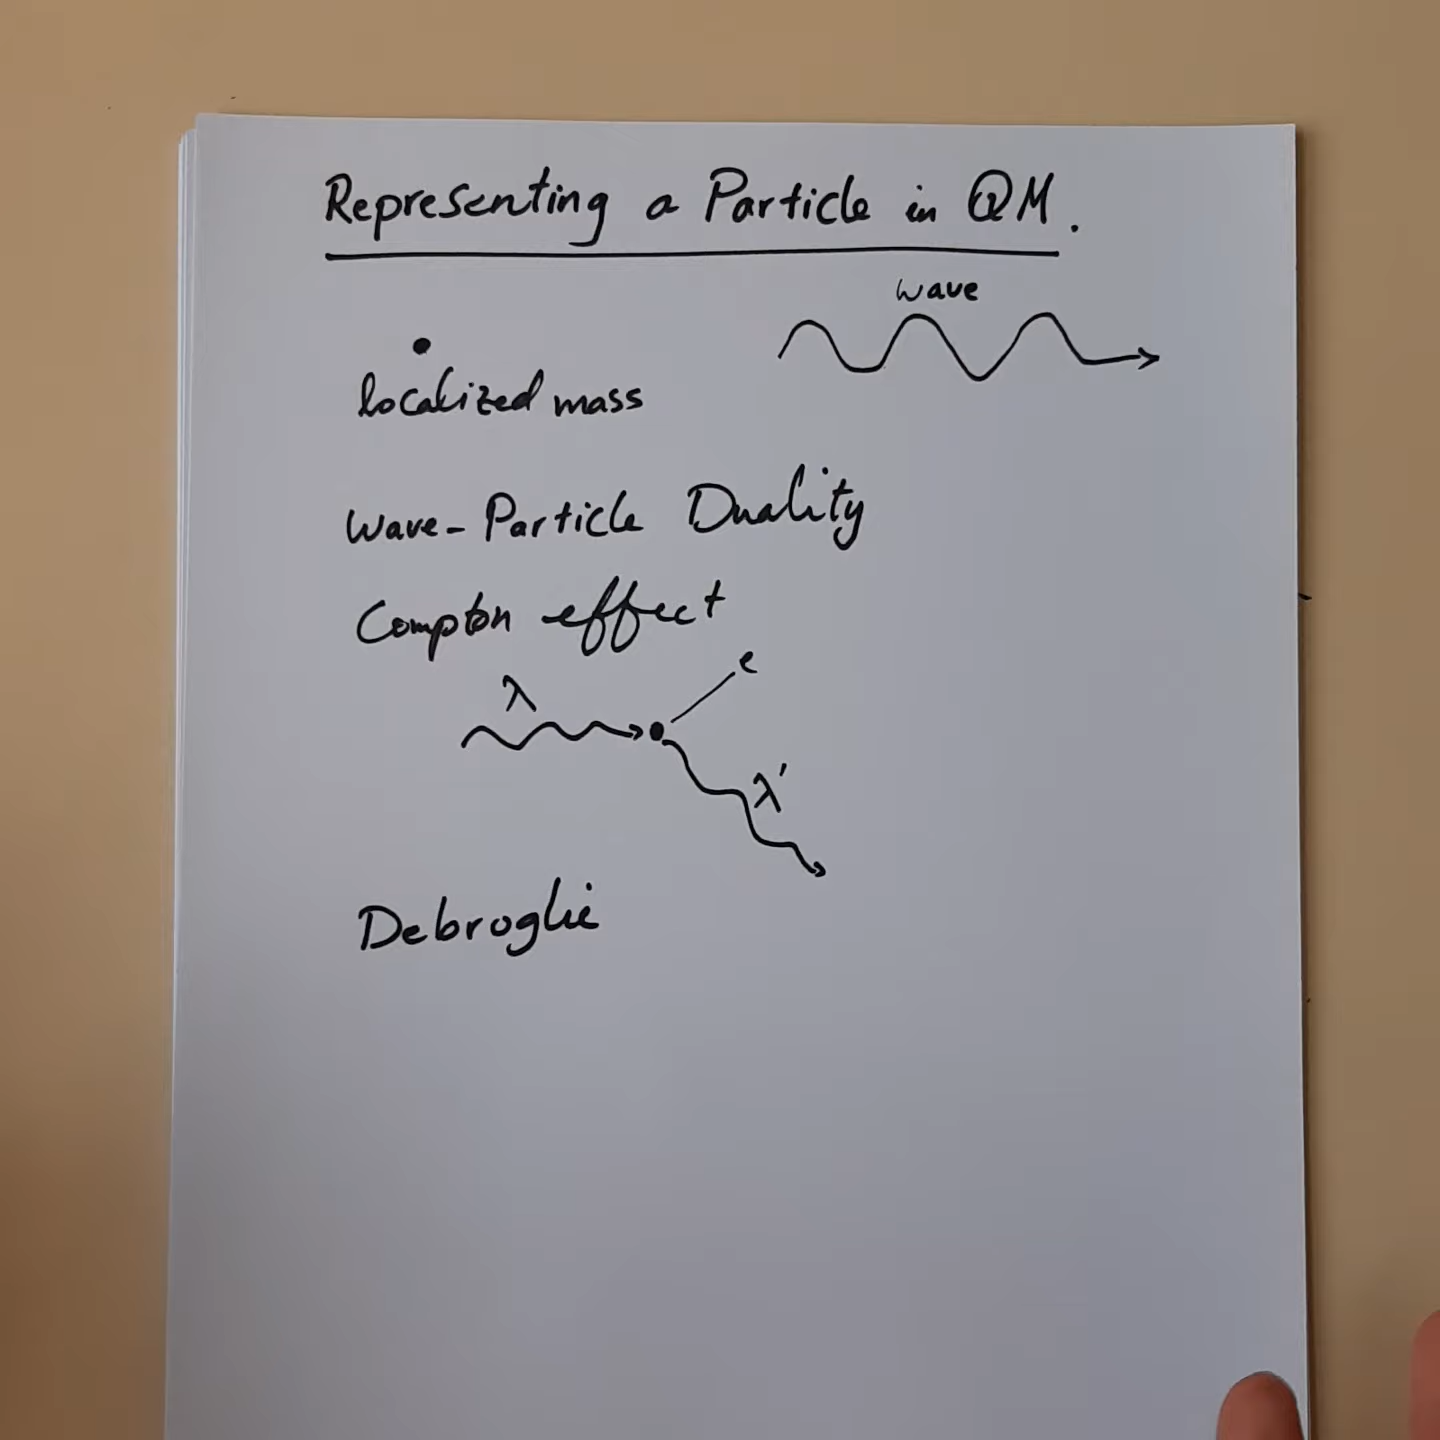 Representing a Particle in QM.
wave
localized mass
Wave-Particle Duality
Compton effect
e
λ
λ'
Debroglie